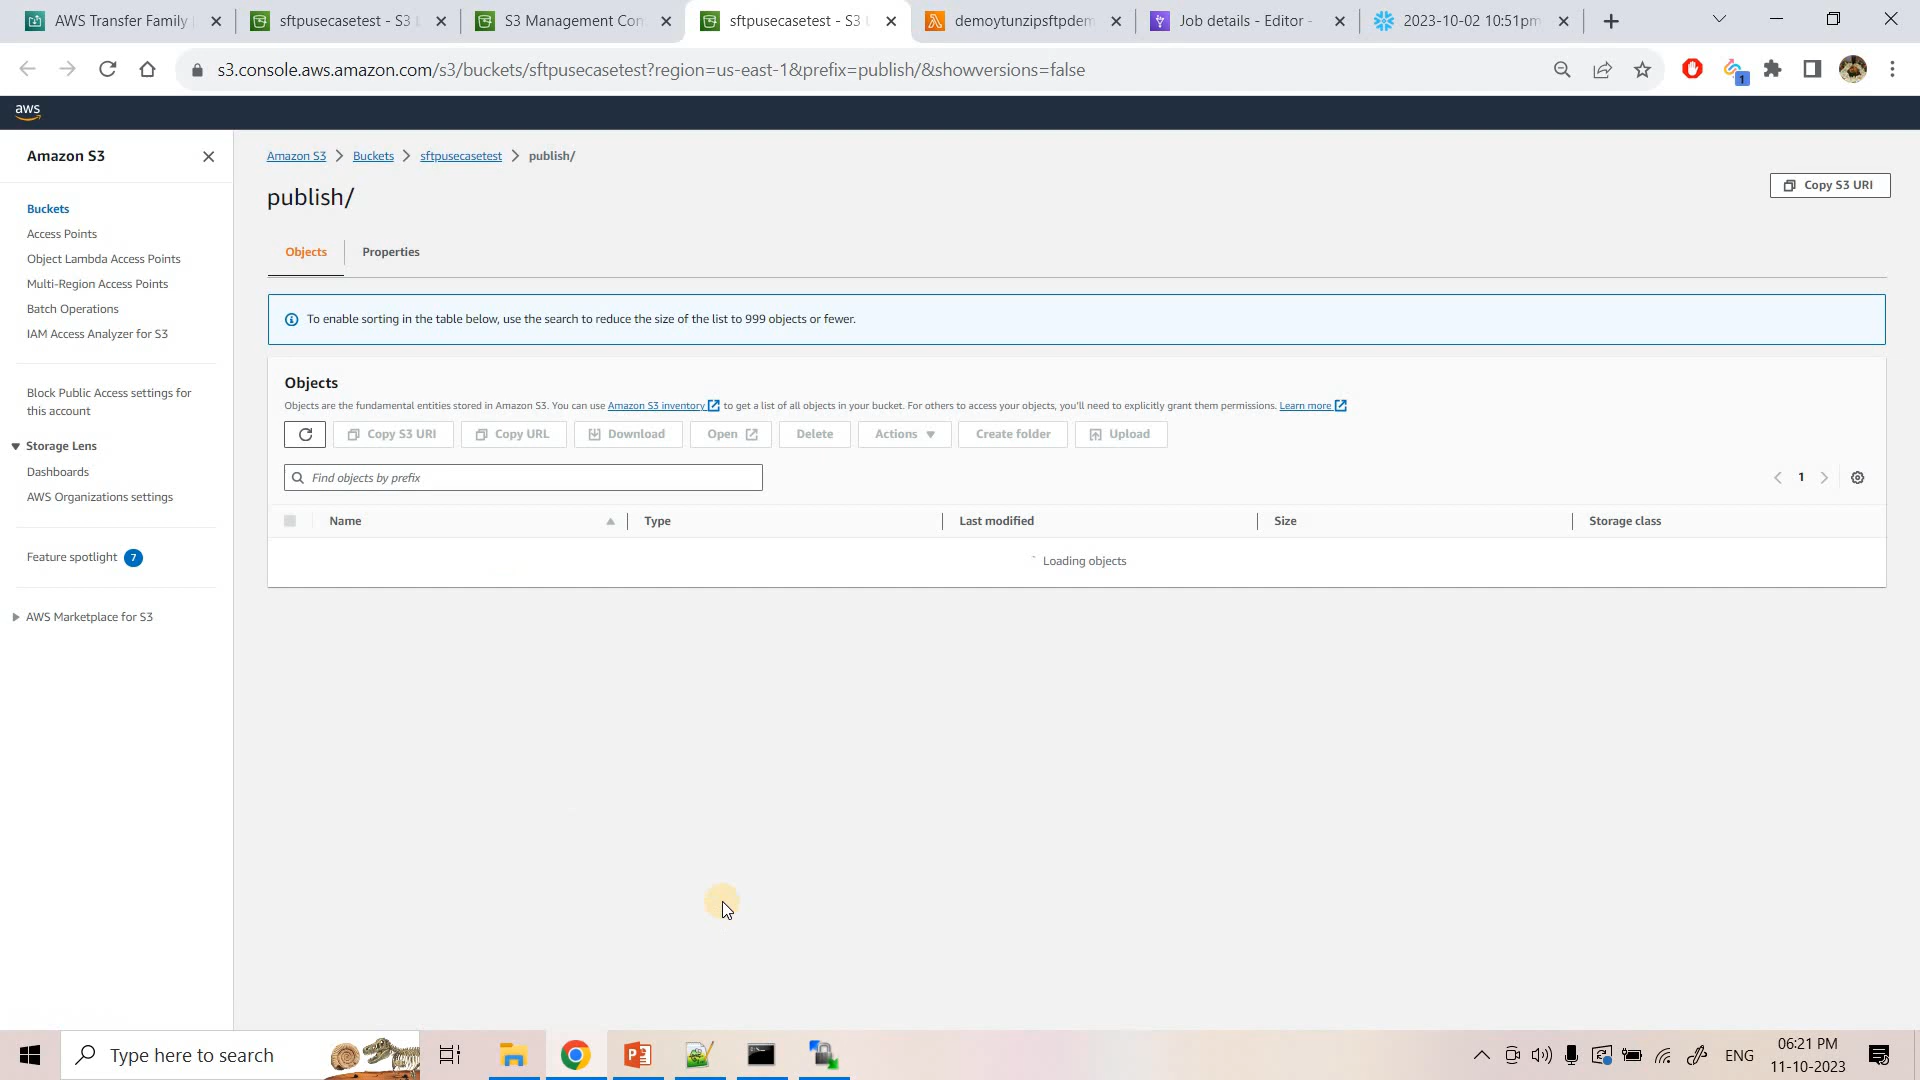 AWS Transfer Family
sftpusecasetest - S3
S3 Management Con
sftpusecasetest - S3
demoytunzipsftpdem
Job details - Editor -
2023-10-02 10:51pm
s3.console.aws.amazon.com/s3/buckets/sftpusecasetest?region=us-east-1&prefix=publish/&showversions=false
1
aws
Amazon S3
Buckets
Access Points
Object Lambda Access Points
Multi-Region Access Points
Batch Operations
IAM Access Analyzer for S3
Block Public Access settings for
this account
Storage Lens
Dashboards
AWS Organizations settings
Feature spotlight 7
AWS Marketplace for S3
Amazon S3 > Buckets > sftpusecasetest > publish/
publish/
Copy S3 URI
Objects
Properties
To enable sorting in the table below, use the search to reduce the size of the list to 999 objects or fewer.
Objects
Objects are the fundamental entities stored in Amazon S3. You can use Amazon S3 inventory to get a list of all objects in your bucket. For others to access your objects, you'll need to explicitly grant them permissions. Learn more
Copy S3 URI
Copy URL
Download
Open
Delete
Actions
Create folder
Upload
Find objects by prefix
1
Name
Type
Last modified
Size
Storage class
Loading objects
Type here to search
ENG
06:21 PM
11-10-2023